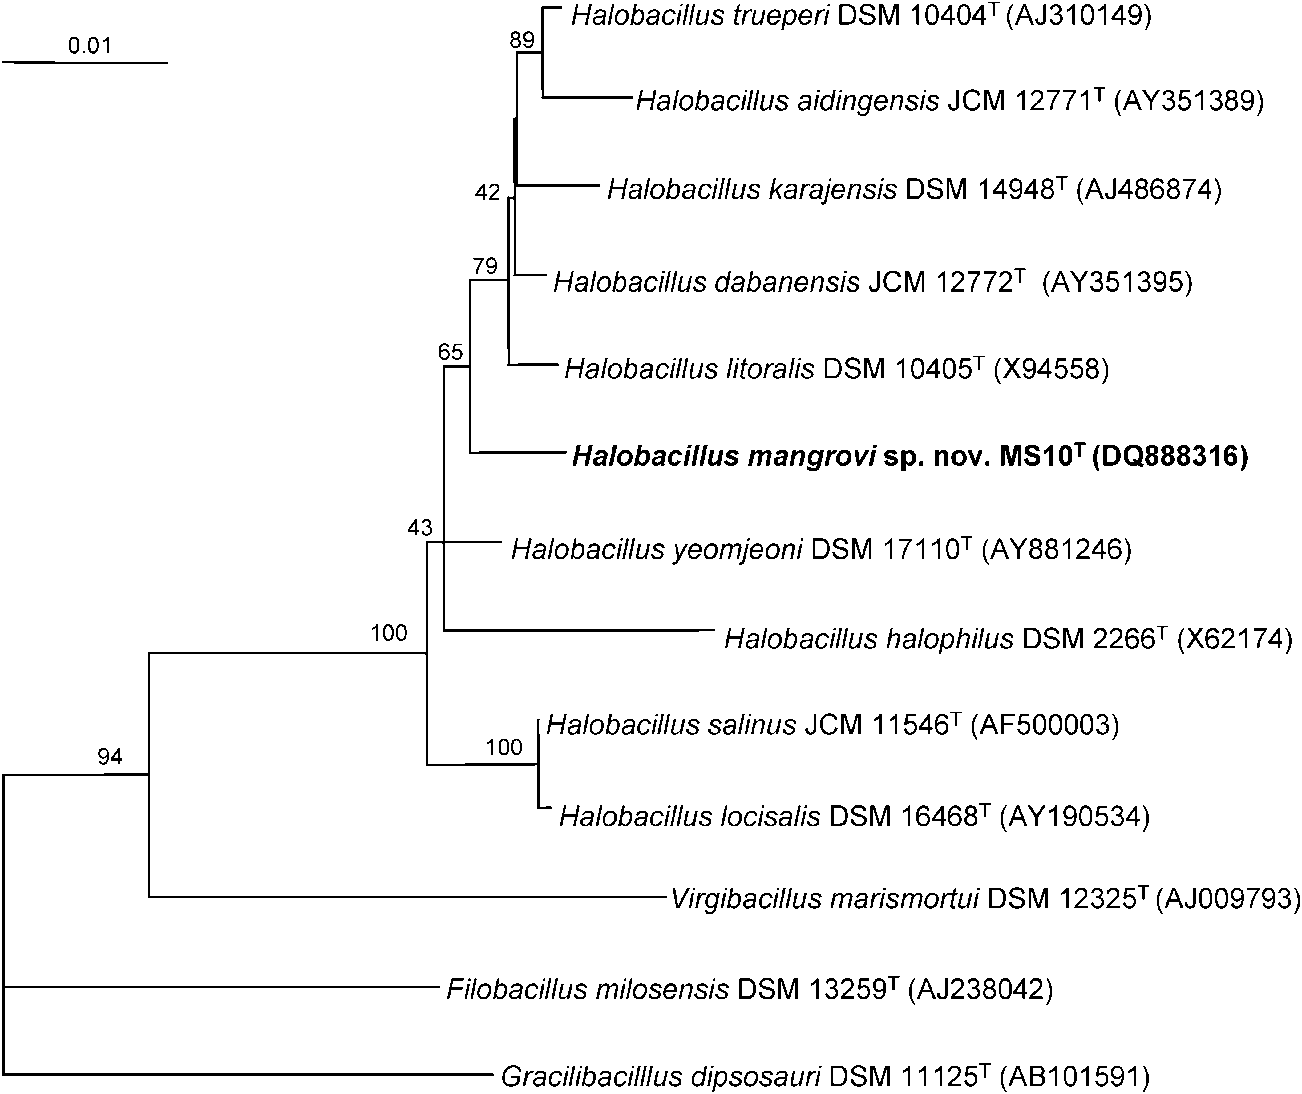 Halobacillus trueperi DSM 10404T (AJ310149)
0.01
89
Halobacillus aidingensis JCM 12771T (AY351389)
42
Halobacillus karajensis DSM 14948T (AJ486874)
79
Halobacillus dabanensis JCM 12772T (AY351395)
65
Halobacillus litoralis DSM 10405T (X94558)
Halobacillus mangrovi sp. nov. MS10T (DQ888316)
43
Halobacillus yeomjeoni DSM 17110T (AY881246)
100
Halobacillus halophilus DSM 2266T (X62174)
Halobacillus salinus JCM 11546T (AF500003)
100
94
Halobacillus locisalis DSM 16468T (AY190534)
Virgibacillus marismortui DSM 12325T (AJ009793)
Filobacillus milosensis DSM 13259T (AJ238042)
Gracilibacilllus dipsosauri DSM 11125T (AB101591)